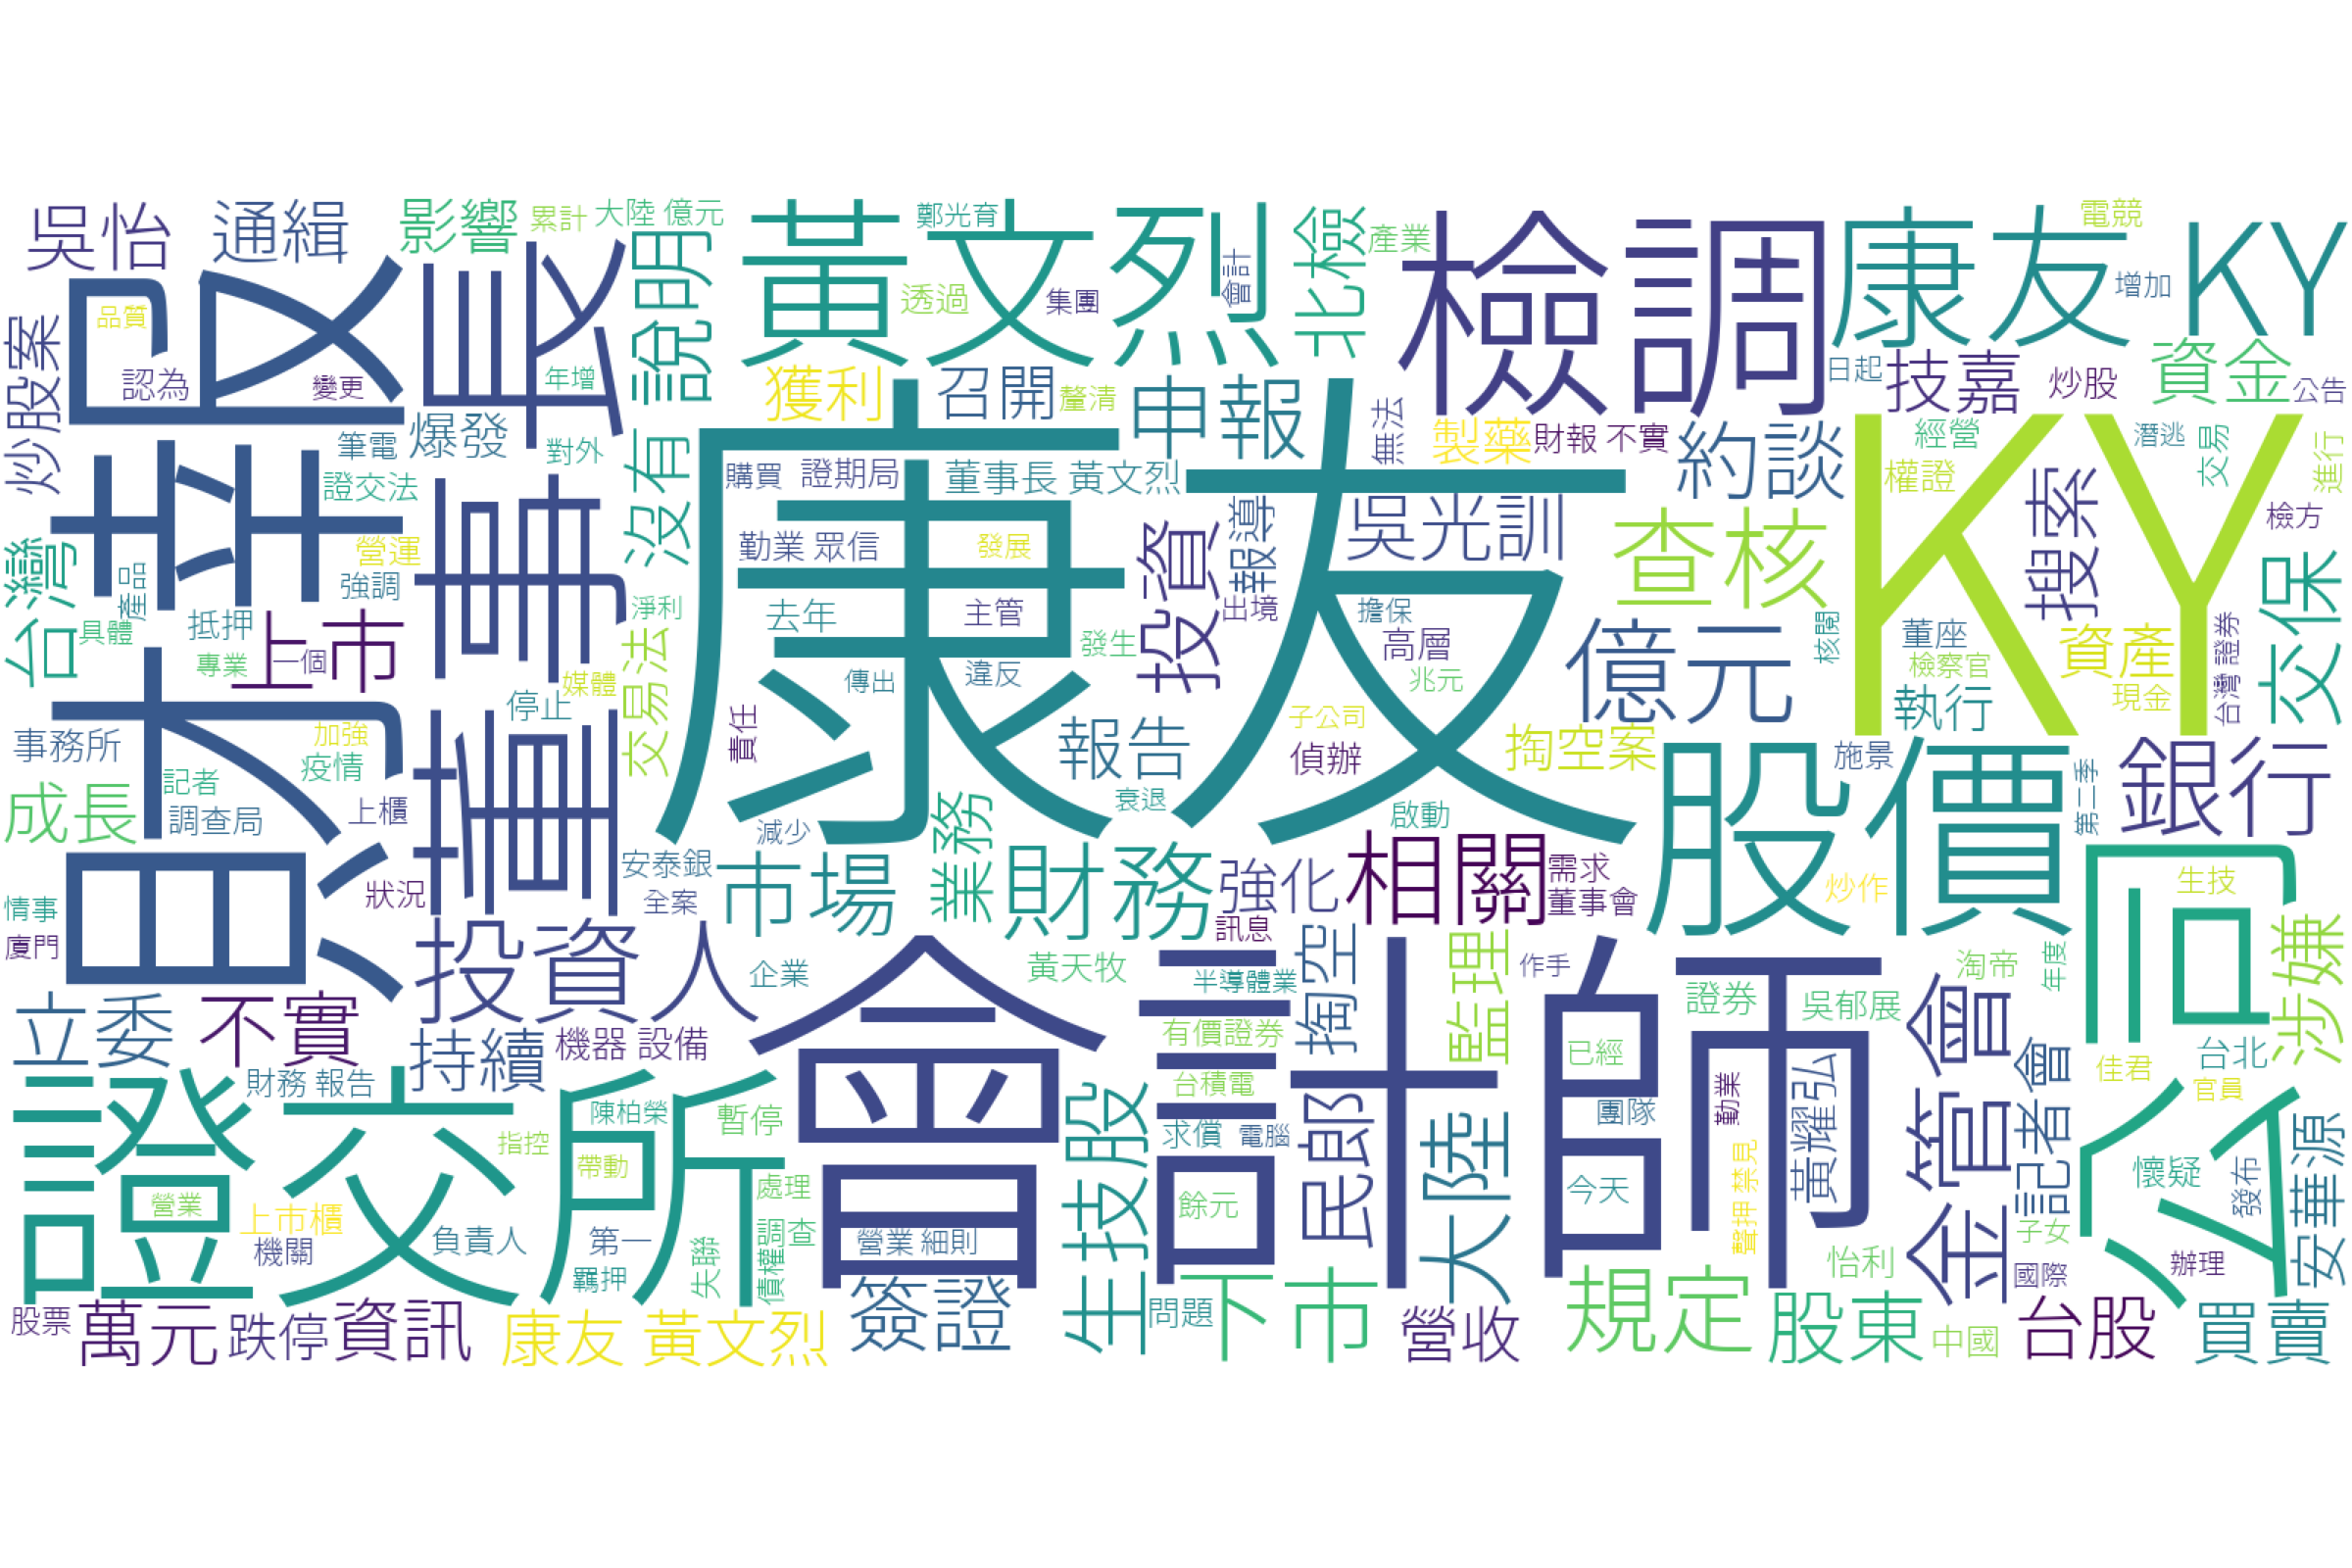 康友
KY
會計師
財報
董事長
公司
證交所
黃文烈
檢調
股價
康友 KY
投資人
億元
查核
銀行
金管會
相關
財務
市場
申報
上市
下市
吳怡
通緝
影響
累計
大陸 億元
鄭光育
會計
北檢
產業
電競
增加
品質
炒股案
認為
變更
年增
說明
透過
集團
獲利
召開
釐清
無法
製藥
財報 不實
約談
日起
技嘉
炒股
資金
公告
筆電
爆發
對外
沒有
購買
證期局
董事長 黃文烈
經營
權證
潛逃
交易
進行
證交法
勤業 眾信
發展
投資
報導
吳光訓
搜索
檢方
台灣
產品
營運
強調
淨利
去年
主管
發生
出境
擔保
高層
核閱
董座
檢察官
資產
台灣 證券
交保
具體
抵押
專業
一個
媒體
交易法
傳出
違反
兆元
現金
事務所
加強
疫情
停止
責任
報告
子公司
偵辦
掏空案
施景
執行
成長
記者
調查局
上櫃
減少
衰退
啟動
第二季
情事
廈門
狀況
安泰銀
全案
業務
強化
訊息
需求
董事會
炒作
生技
立委
不實
持續
機器 設備
企業
黃天牧
半導體業
掏空
作手
監理
證券
淘帝
吳郁展
年度
涉嫌
財務 報告
陳柏榮
暫停
有價證券
台積電
已經
黃耀弘
記者會
台北
佳君
官員
指控
帶動
處理
生技股
求償
電腦
民郎
團隊
勤業
懷疑
發布
安華源
營業
上市櫃
機關
負責人
第一
羈押
失聯
債權
調查
營業 細則
餘元
大陸
今天
聲押 禁見
怡利
子女
國際
辦理
股票
萬元
跌停
資訊
康友 黃文烈
簽證
問題
營收
規定
股東
中國
台股
買賣